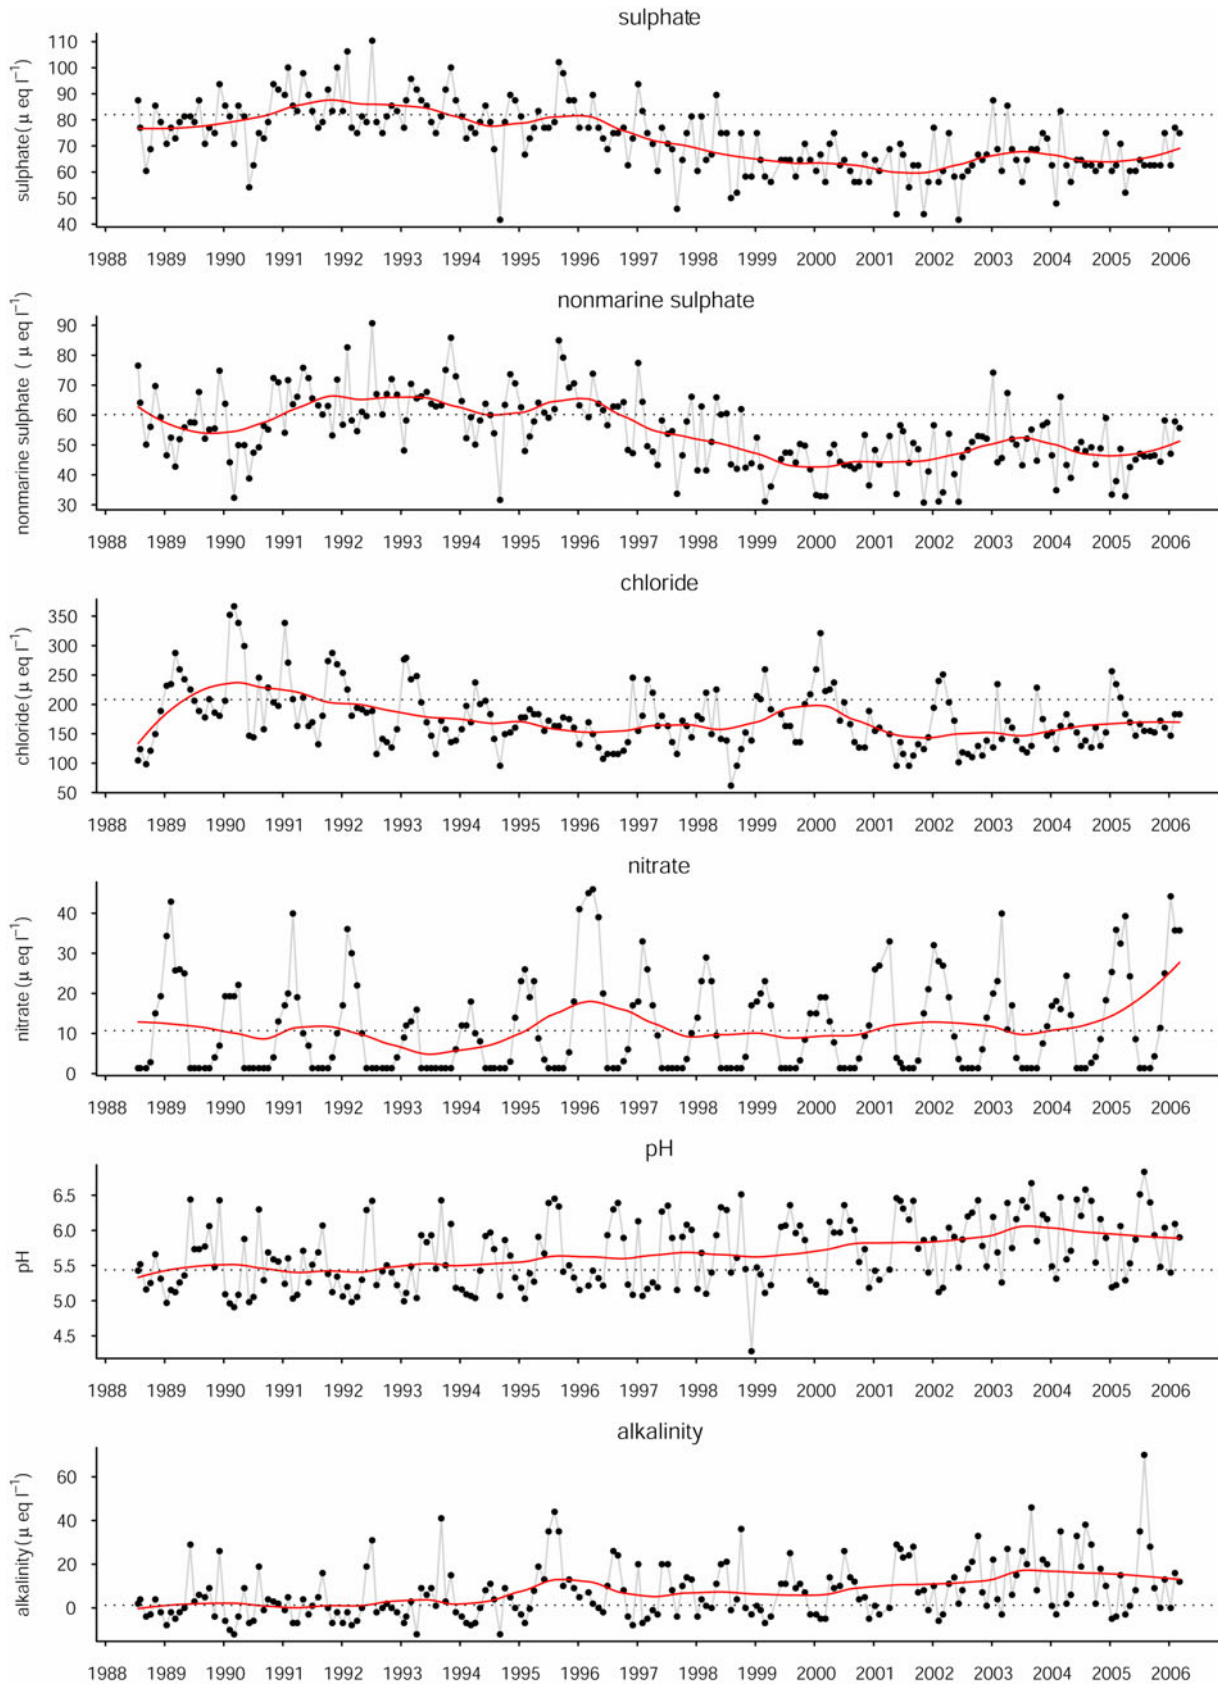 sulphate
sulphate (μ eq l⁻¹)
110
100
90
80
70
60
50
40
1988 1989 1990 1991 1992 1993 1994 1995 1996 1997 1998 1999 2000 2001 2002 2003 2004 2005 2006
nonmarine sulphate
nonmarine sulphate (μ eq l⁻¹)
90
80
70
60
50
40
30
1988 1989 1990 1991 1992 1993 1994 1995 1996 1997 1998 1999 2000 2001 2002 2003 2004 2005 2006
chloride
chloride (μ eq l⁻¹)
350
300
250
200
150
100
50
1988 1989 1990 1991 1992 1993 1994 1995 1996 1997 1998 1999 2000 2001 2002 2003 2004 2005 2006
nitrate
nitrate (μ eq l⁻¹)
40
30
20
10
0
1988 1989 1990 1991 1992 1993 1994 1995 1996 1997 1998 1999 2000 2001 2002 2003 2004 2005 2006
pH
pH
6.5
6.0
5.5
5.0
4.5
1988 1989 1990 1991 1992 1993 1994 1995 1996 1997 1998 1999 2000 2001 2002 2003 2004 2005 2006
alkalinity
alkalinity (μ eq l⁻¹)
60
40
20
0
1988 1989 1990 1991 1992 1993 1994 1995 1996 1997 1998 1999 2000 2001 2002 2003 2004 2005 2006